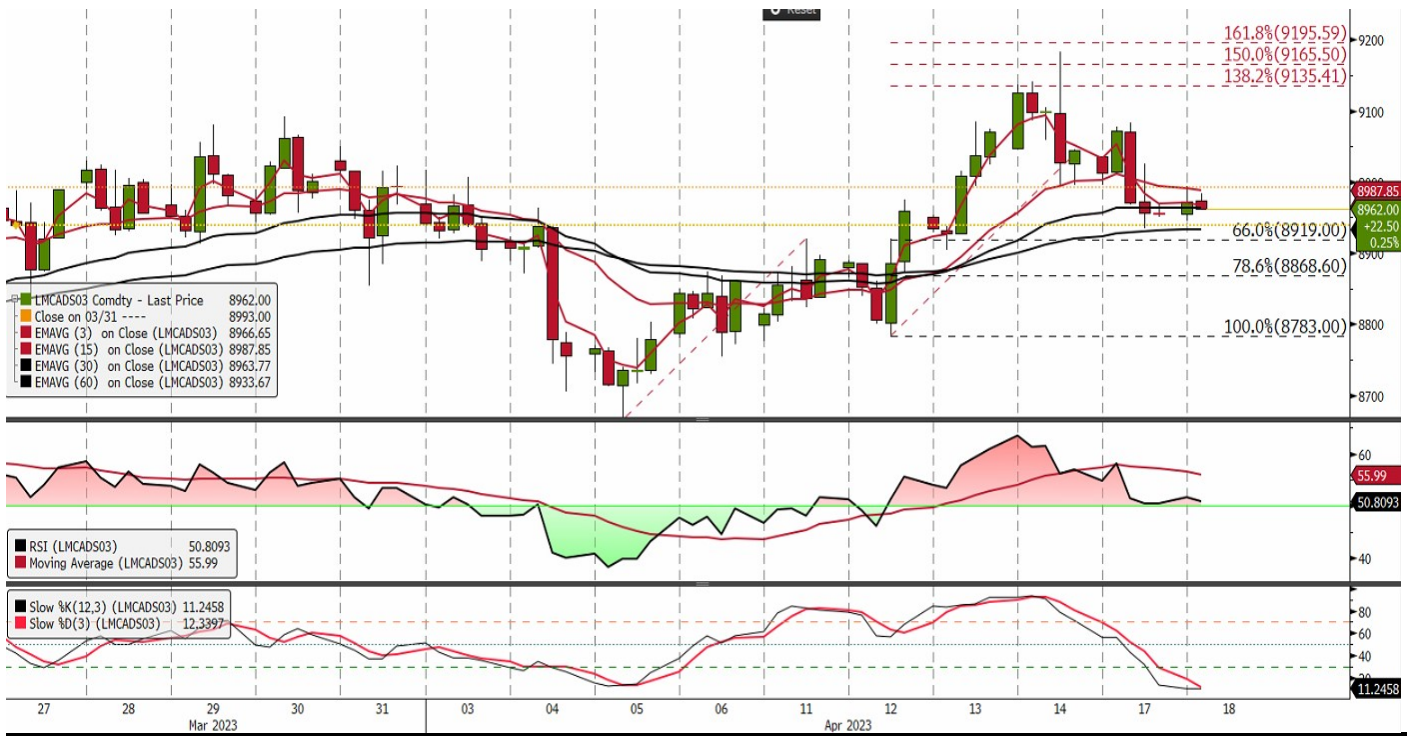 Reset
161.8%(9195.59)
150.0%(9165.50)
138.2%(9135.41)
66.0%(8919.00)
78.6%(8868.60)
100.0%(8783.00)
9200
9100
9000
8900
8800
8700
8987.85
8962.00
+22.50
0.25%
LMCADS03 Comdty - Last Price 8962.00
Close on 03/31 ---- 8993.00
EMAVG (3) on Close (LMCADS03) 8966.65
EMAVG (15) on Close (LMCADS03) 8987.85
EMAVG (30) on Close (LMCADS03) 8963.77
EMAVG (60) on Close (LMCADS03) 8933.67
60
55.99
50.8093
40
RSI (LMCADS03) 50.8093
Moving Average (LMCADS03) 55.99
Slow %K(12,3) (LMCADS03) 11.2458
Slow %D(3) (LMCADS03) 12.3397
80
60
40
20
11.2458
27 28 29 30 31 03 04 05 06 11 12 13 14 17 18
Mar 2023 Apr 2023